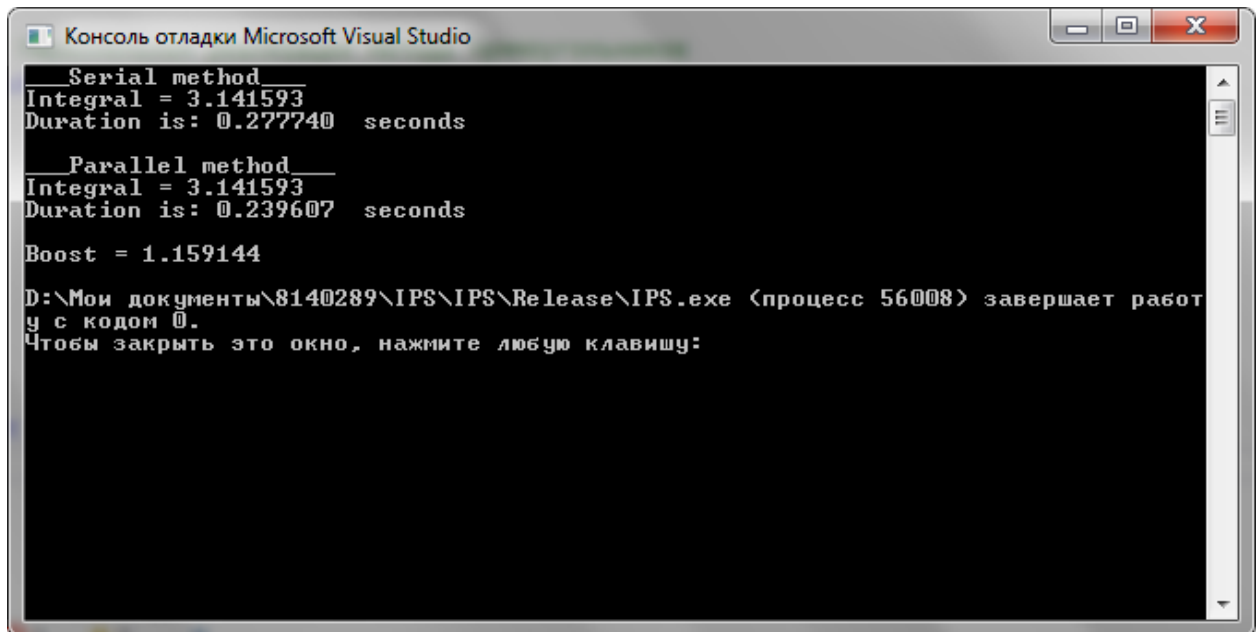 Консоль отладки Microsoft Visual Studio
___Serial method___
Integral = 3.141593
Duration is: 0.277740  seconds
___Parallel method___
Integral = 3.141593
Duration is: 0.239607  seconds
Boost = 1.159144
D:\Мои документы\8140289\IPS\IPS\Release\IPS.exe (процесс 56008) завершает работ
у с кодом 0.
Чтобы закрыть это окно, нажмите любую клавишу: